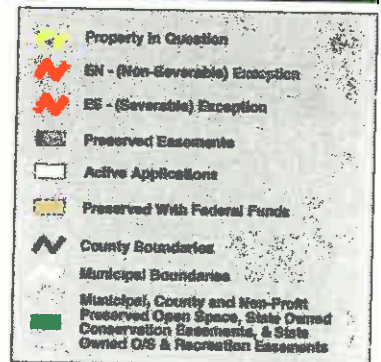 Property In Question
EN - (Non-Severable) Exception
ES - (Severable) Exception
Preserved Easements
Active Applications
Preserved With Federal Funds
County Boundaries
Municipal Boundaries
Municipal, County and Non-Profit
Preserved Open Space, State Owned
Conservation Easements, & State
Owned O/S & Recreation Easements